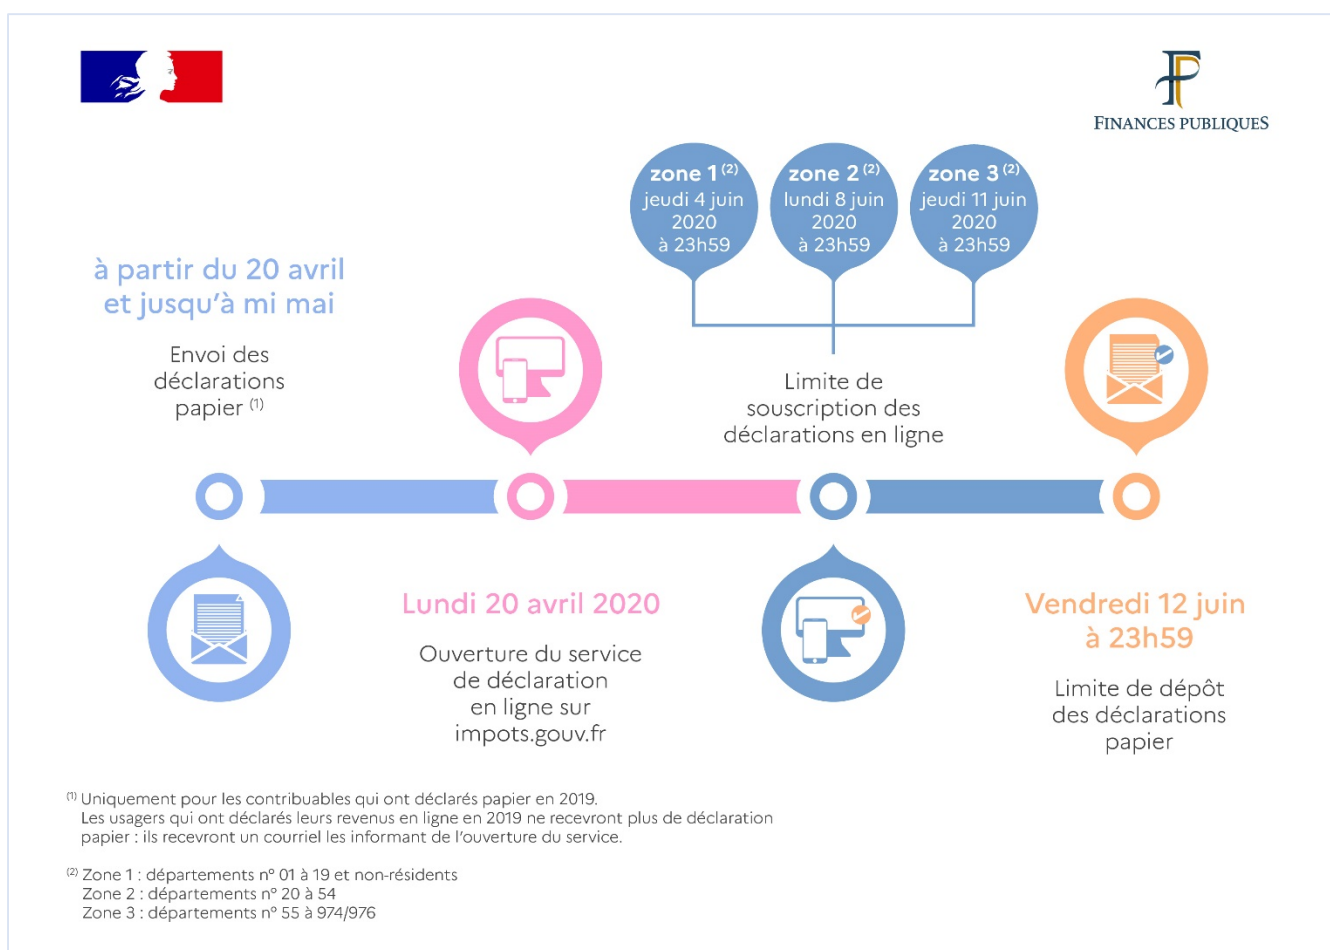 FINANCES PUBLIQUES
zone 1 (2)
jeudi 4 juin
2020
à 23h59
zone 2 (2)
lundi 8 juin
2020
à 23h59
zone 3 (2)
jeudi 11 juin
2020
à 23h59
à partir du 20 avril
et jusqu'à mi mai
Envoi des
déclarations
papier (1)
Limite de
souscription des
déclarations en ligne
Lundi 20 avril 2020
Ouverture du service
de déclaration
en ligne sur
impots.gouv.fr
Vendredi 12 juin
à 23h59
Limite de dépôt
des déclarations
papier
(1) Uniquement pour les contribuables qui ont déclarés papier en 2019.
Les usagers qui ont déclarés leurs revenus en ligne en 2019 ne recevront plus de déclaration
papier : ils recevront un courriel les informant de l'ouverture du service.
(2) Zone 1 : départements n° 01 à 19 et non-résidents
Zone 2 : départements n° 20 à 54
Zone 3 : départements n° 55 à 974/976